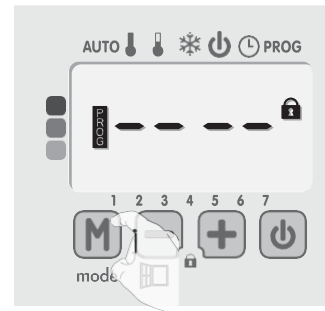 AUTO PROG
PROG
– – – –
1 2 3 4 5 6 7
M – +
mode